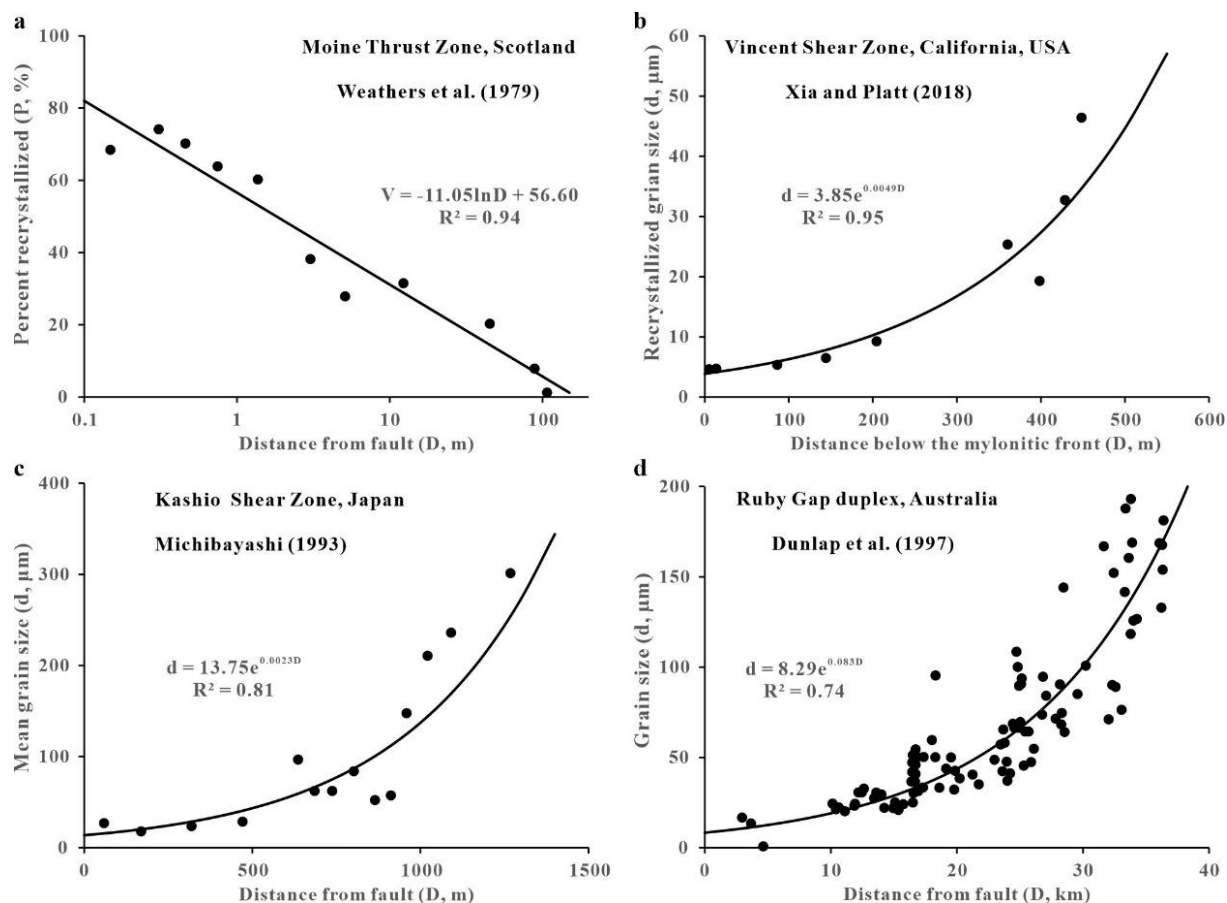 a
100
80
60
40
20
0
Percent recrystallized (P, %)
Moine Thrust Zone, Scotland
Weathers et al. (1979)
V = -11.05lnD + 56.60
R² = 0.94
0.1 1 10 100
Distance from fault (D, m)
b
60
50
40
30
20
10
0
Recrystallized grian size (d, μm)
Vincent Shear Zone, California, USA
Xia and Platt (2018)
d = 3.85e^0.0049D
R² = 0.95
0 100 200 300 400 500 600
Distance below the mylonitic front (D, m)
c
400
300
200
100
0
Mean grain size (d, μm)
Kashio Shear Zone, Japan
Michibayashi (1993)
d = 13.75e^0.0023D
R² = 0.81
0 500 1000 1500
Distance from fault (D, m)
d
200
150
100
50
0
Grain size (d, μm)
Ruby Gap duplex, Australia
Dunlap et al. (1997)
d = 8.29e^0.083D
R² = 0.74
0 10 20 30 40
Distance from fault (D, km)